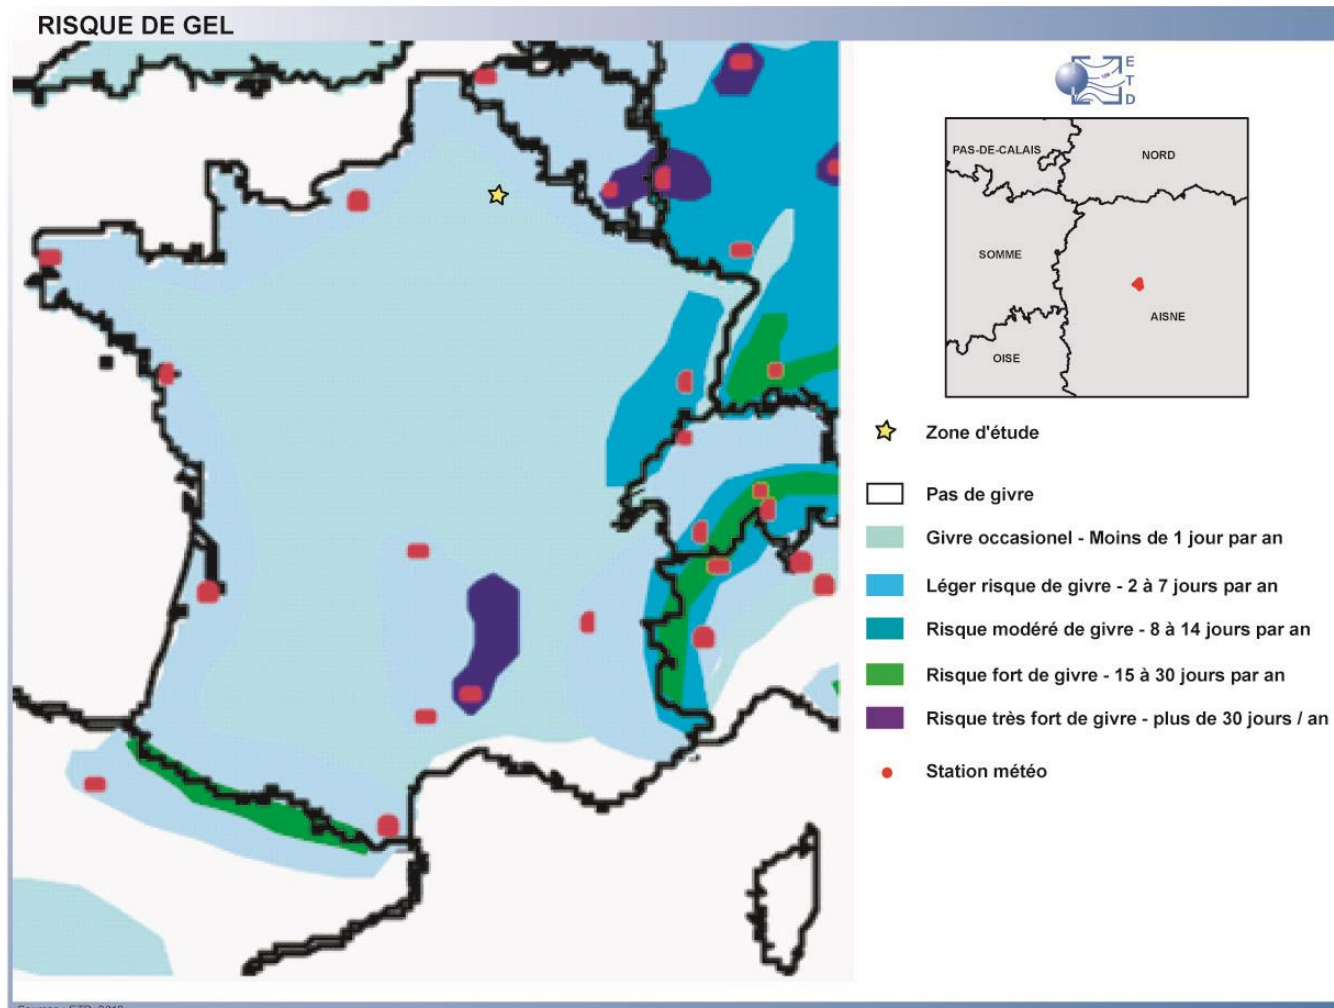 RISQUE DE GEL
E
T
D
PAS-DE-CALAIS
NORD
SOMME
AISNE
OISE
Zone d'étude
Pas de givre
Givre occasionel - Moins de 1 jour par an
Léger risque de givre - 2 à 7 jours par an
Risque modéré de givre - 8 à 14 jours par an
Risque fort de givre - 15 à 30 jours par an
Risque très fort de givre - plus de 30 jours / an
Station météo